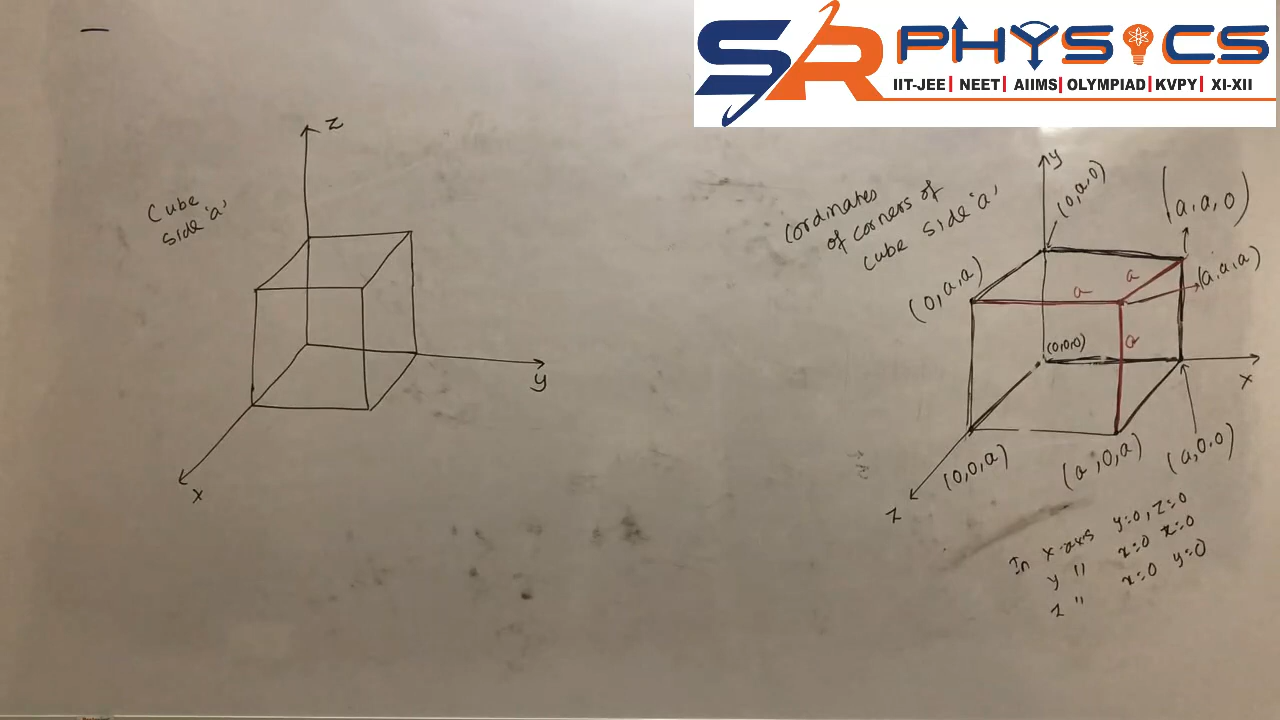 SR PHYSICS
IIT-JEE | NEET | AIIMS | OLYMPIAD | KVPY | XI-XII
z
Cube
side 'a'
y
x
Cordinates
of corners of
cube side 'a'
y
(0,a,0)
(a,a,0)
(0,a,a)
a
a
(a,a,a)
a
(0,0,0)
x
(0,0,a)
(a,0,a)
(a,0,0)
z
In x-axis y=0, z=0
y " x=0 z=0
z " x=0 y=0